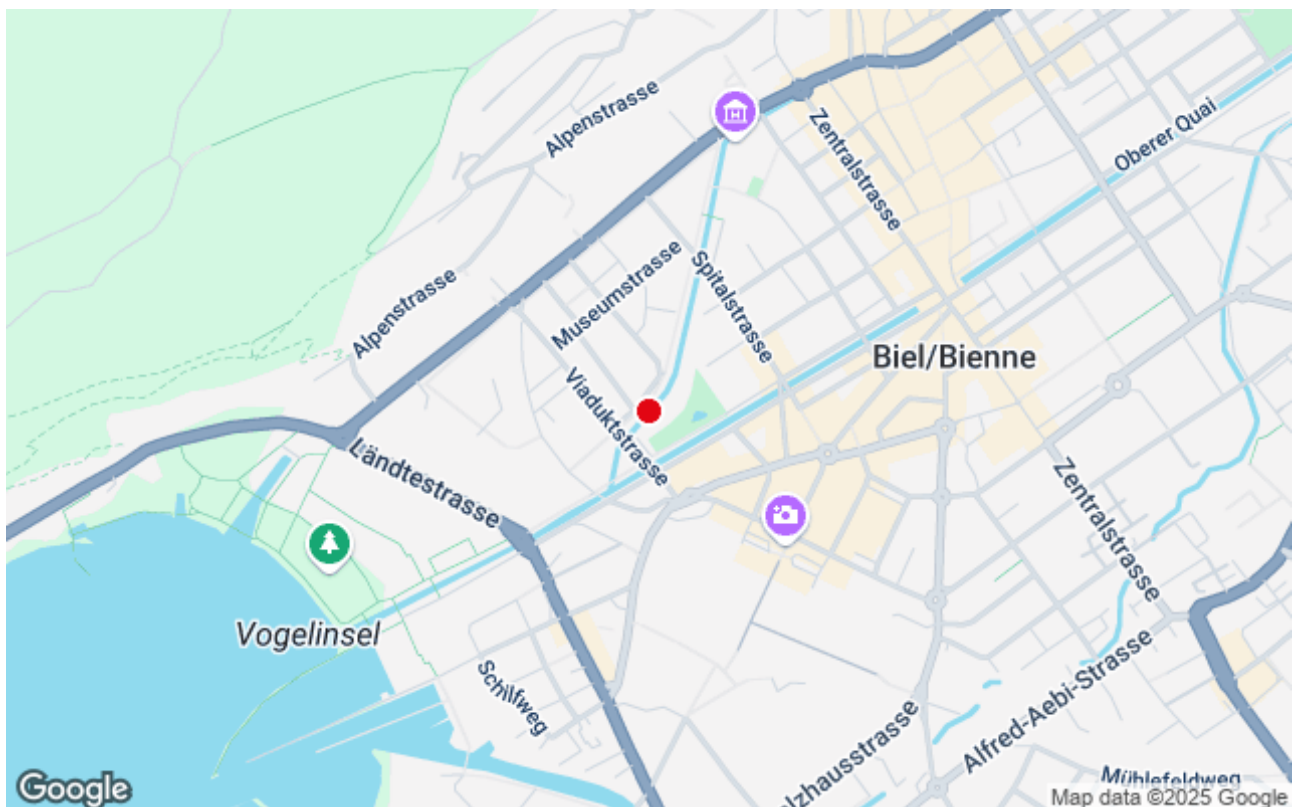 Alpenstrasse
Zentralstrasse
Oberer Quai
Museumstrasse
Spitalstrasse
Alpenstrasse
Biel/Bienne
Viaduktstrasse
Ländtestrasse
Zentralstrasse
Vogelinsel
Schilfweg
Alfred-Aebi-Strasse
lzhausstrasse
Mühlefeldweg
Google
Map data ©2025 Google